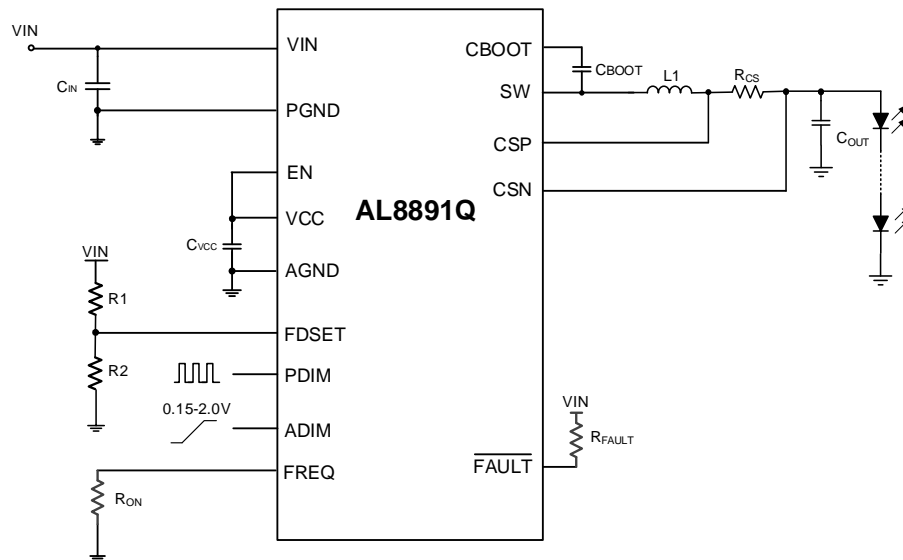 VIN
VIN
CIN
PGND
EN
VCC
CVCC
AGND
VIN
R1
FDSET
R2
PDIM
0.15-2.0V
ADIM
FREQ
RON
AL8891Q
CBOOT
CBOOT
SW
L1
RCS
CSP
COUT
CSN
VIN
RFAULT
FAULT